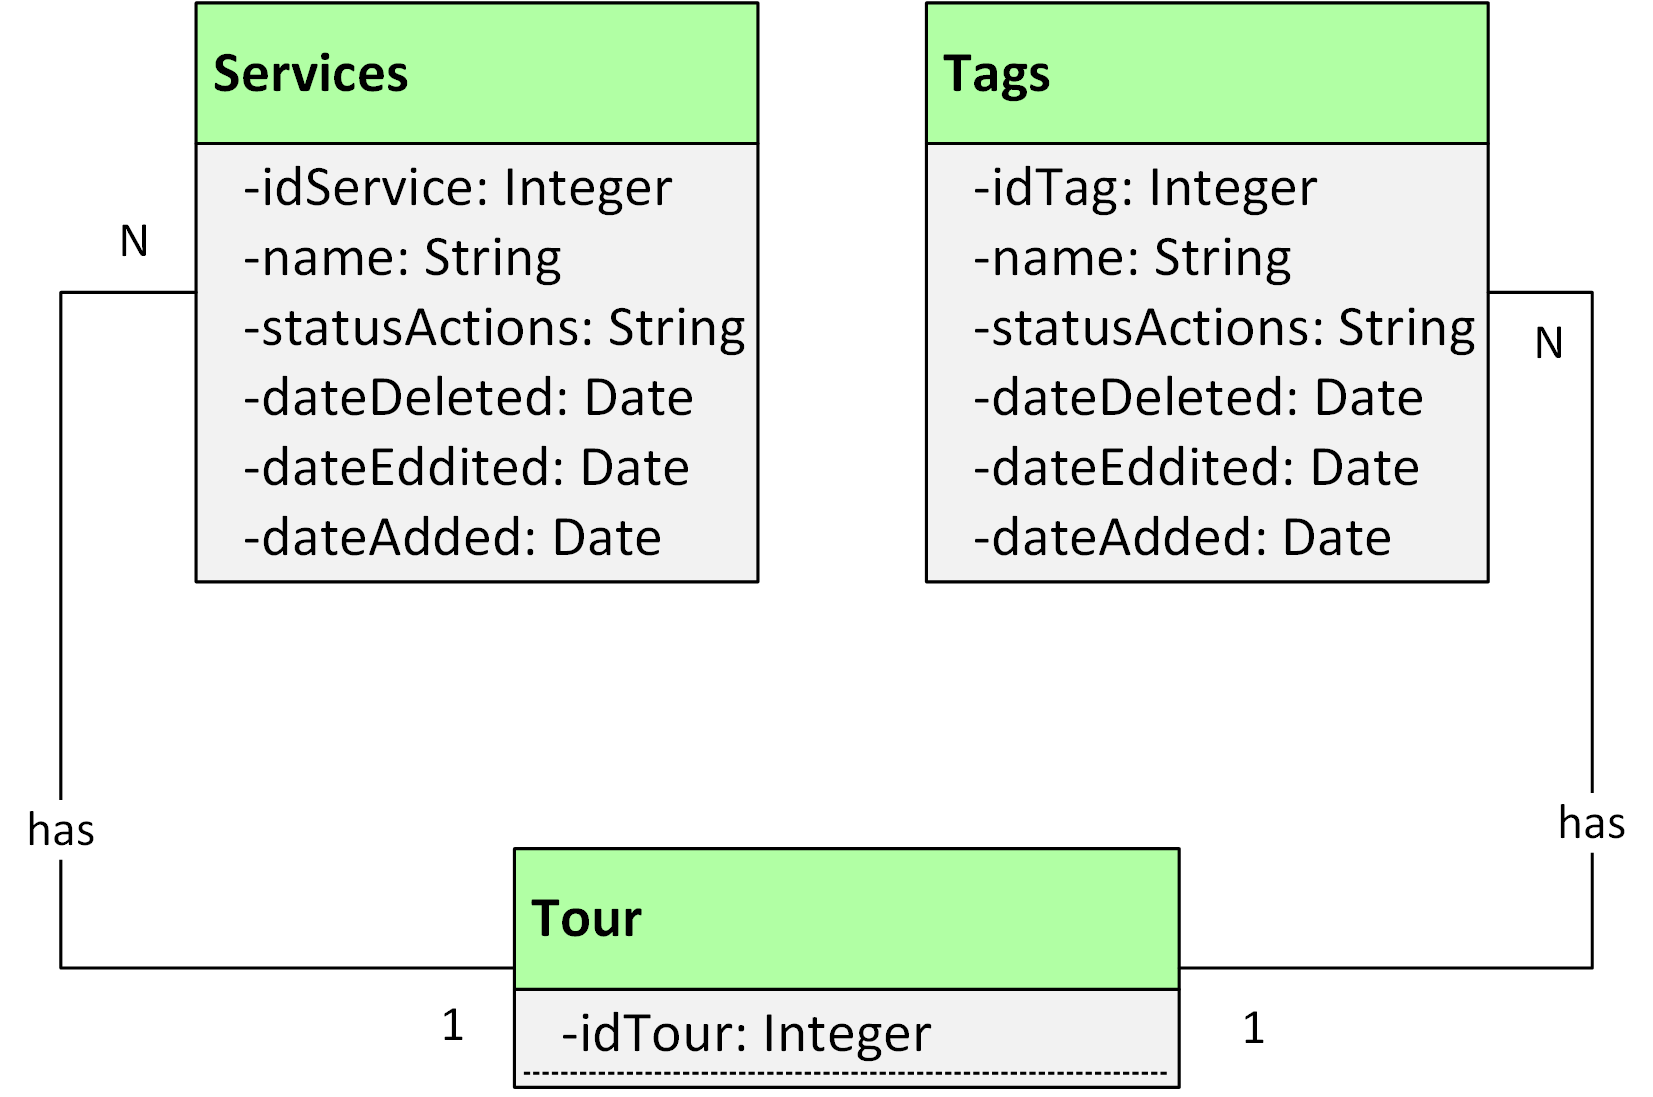 Services
-idService: Integer
-name: String
-statusActions: String
-dateDeleted: Date
-dateEddited: Date
-dateAdded: Date
N
Tags
-idTag: Integer
-name: String
-statusActions: String
-dateDeleted: Date
-dateEddited: Date
-dateAdded: Date
N
has
has
Tour
-idTour: Integer
1
1